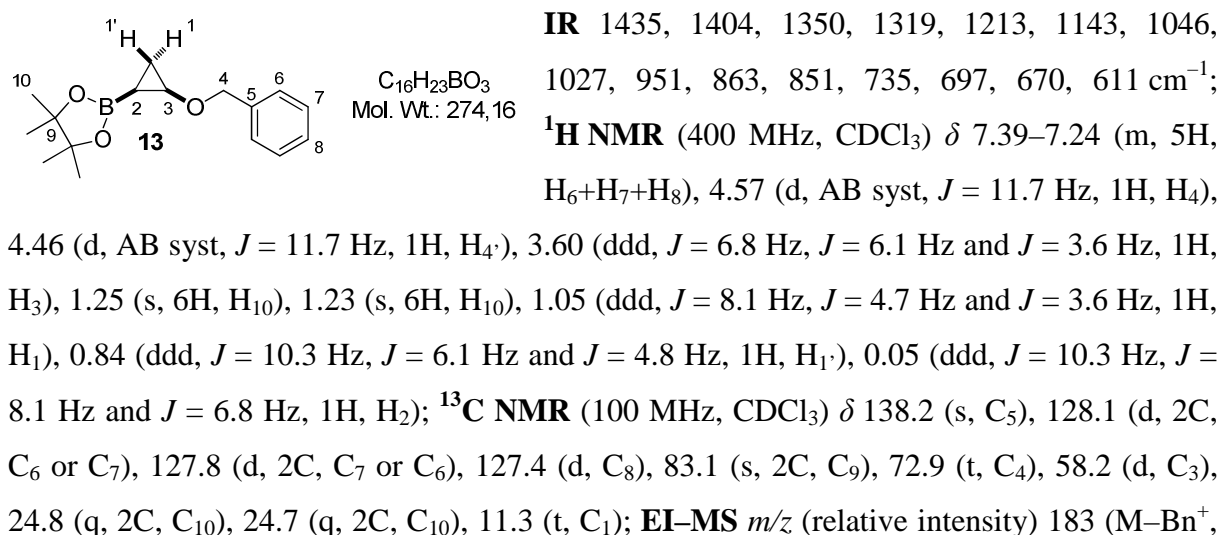 H 1' H 1
10 O B 2 3 O 4 5 6 7 8
9 O
13
C₁₆H₂₃BO₃
Mol. Wt.: 274,16
IR 1435, 1404, 1350, 1319, 1213, 1143, 1046,
1027, 951, 863, 851, 735, 697, 670, 611 cm⁻¹;
¹H NMR (400 MHz, CDCl₃) δ 7.39–7.24 (m, 5H,
H₆+H₇+H₈), 4.57 (d, AB syst, J = 11.7 Hz, 1H, H₄),
4.46 (d, AB syst, J = 11.7 Hz, 1H, H₄'), 3.60 (ddd, J = 6.8 Hz, J = 6.1 Hz and J = 3.6 Hz, 1H,
H₃), 1.25 (s, 6H, H₁₀), 1.23 (s, 6H, H₁₀), 1.05 (ddd, J = 8.1 Hz, J = 4.7 Hz and J = 3.6 Hz, 1H,
H₁), 0.84 (ddd, J = 10.3 Hz, J = 6.1 Hz and J = 4.8 Hz, 1H, H₁'), 0.05 (ddd, J = 10.3 Hz, J =
8.1 Hz and J = 6.8 Hz, 1H, H₂); ¹³C NMR (100 MHz, CDCl₃) δ 138.2 (s, C₅), 128.1 (d, 2C,
C₆ or C₇), 127.8 (d, 2C, C₇ or C₆), 127.4 (d, C₈), 83.1 (s, 2C, C₉), 72.9 (t, C₄), 58.2 (d, C₃),
24.8 (q, 2C, C₁₀), 24.7 (q, 2C, C₁₀), 11.3 (t, C₁); EI–MS m/z (relative intensity) 183 (M–Bn⁺,